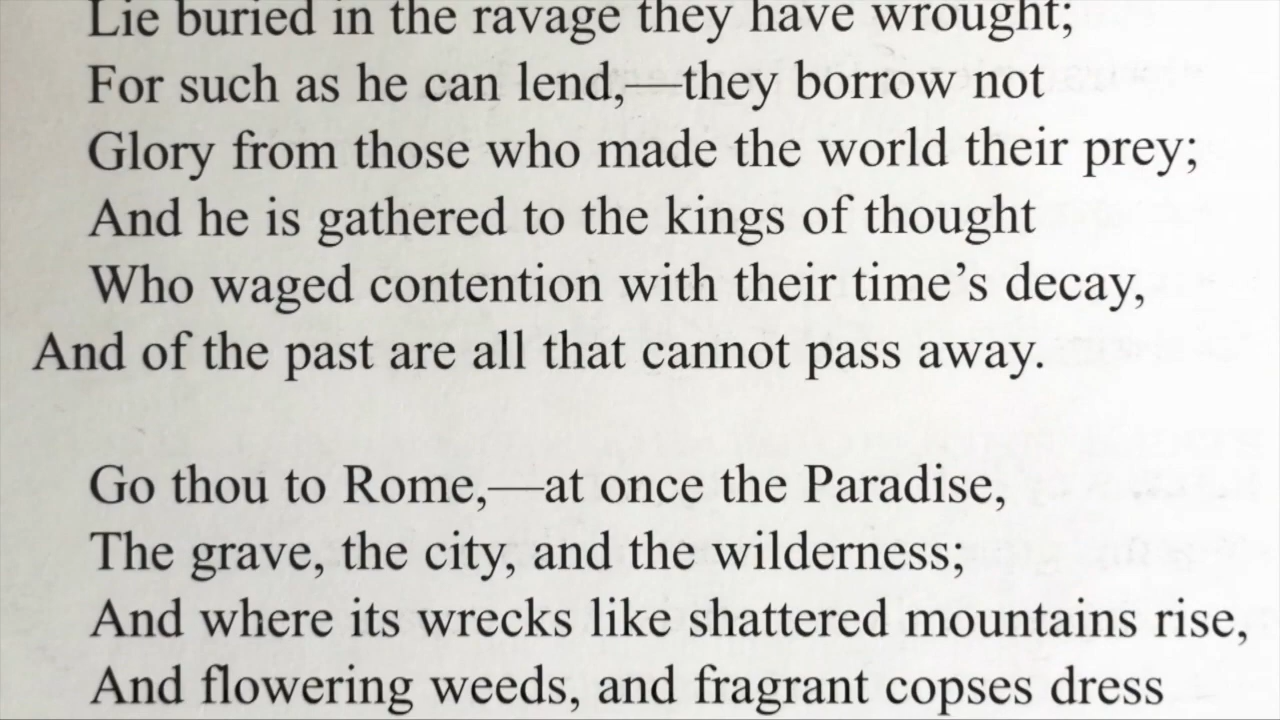 Lie buried in the ravage they have wrought;
For such as he can lend,—they borrow not
Glory from those who made the world their prey;
And he is gathered to the kings of thought
Who waged contention with their time’s decay,
And of the past are all that cannot pass away.
Go thou to Rome,—at once the Paradise,
The grave, the city, and the wilderness;
And where its wrecks like shattered mountains rise,
And flowering weeds, and fragrant copses dress